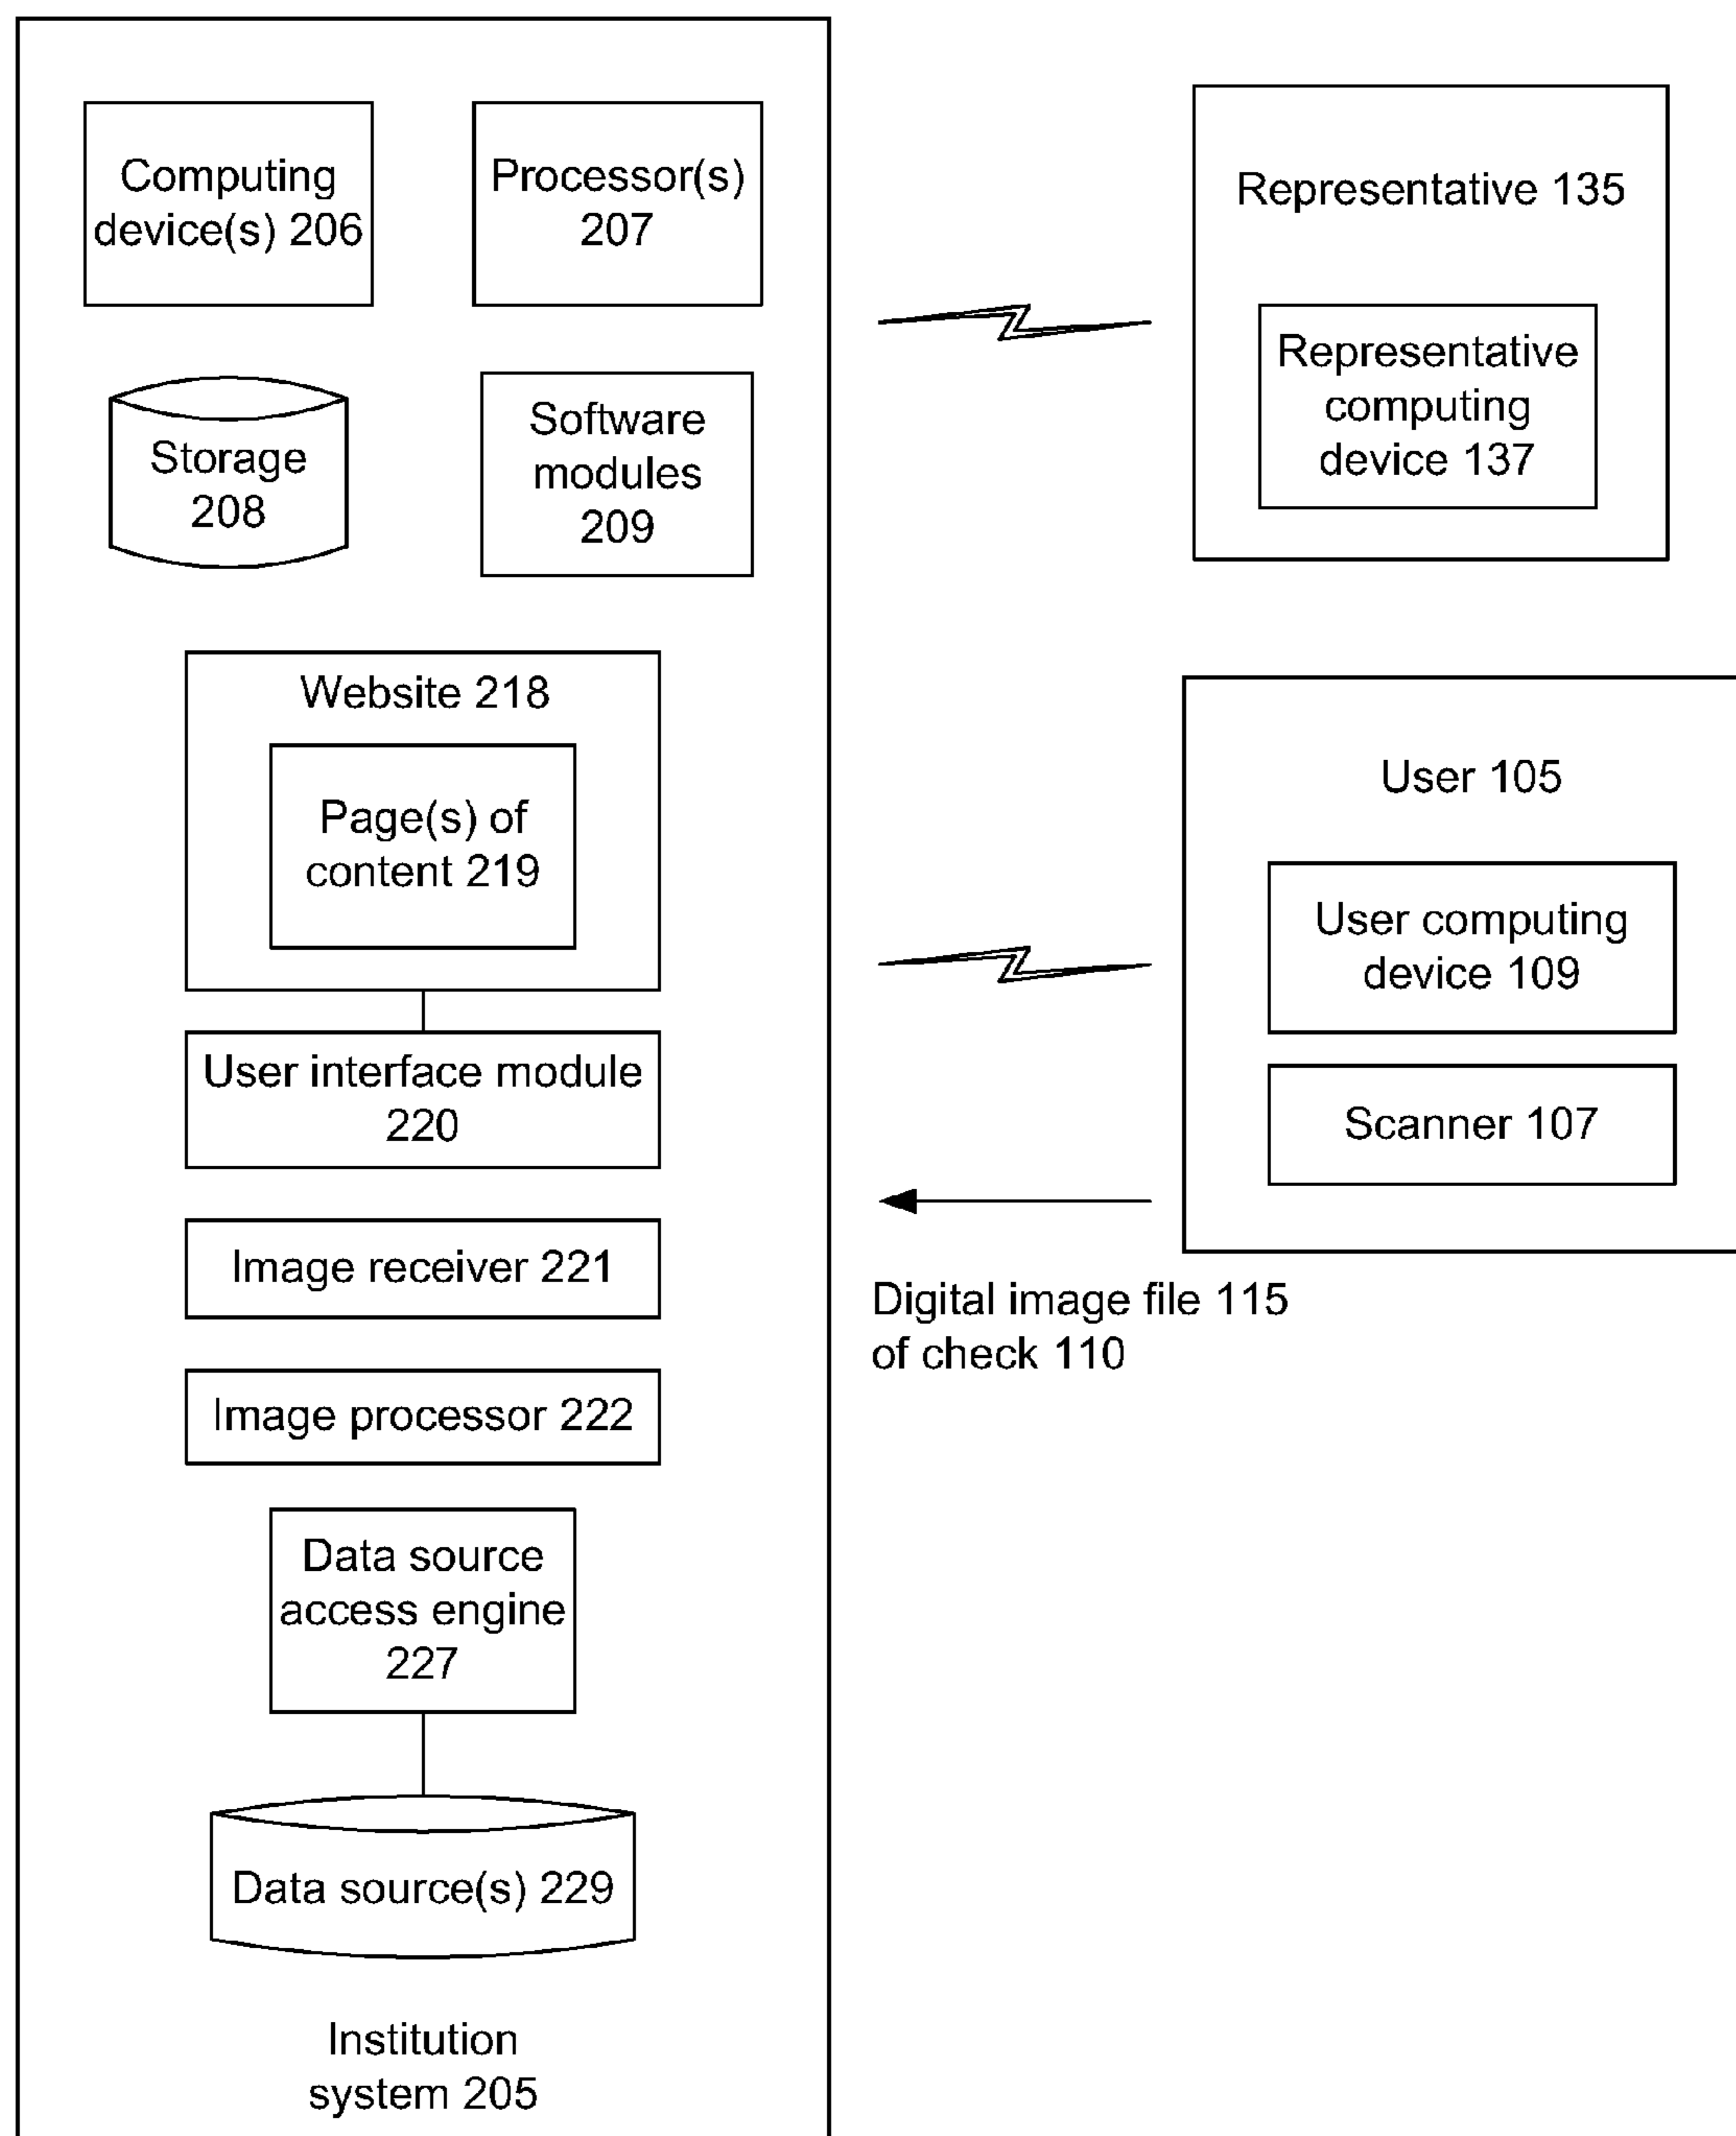 Computing
device(s) 206
Processor(s)
207
Storage
208
Software
modules
209
Website 218
Page(s) of
content 219
User interface module
220
Image receiver 221
Image processor 222
Data source
access engine
227
Data source(s) 229
Institution
system 205
Representative 135
Representative
computing
device 137
User 105
User computing
device 109
Scanner 107
Digital image file 115
of check 110